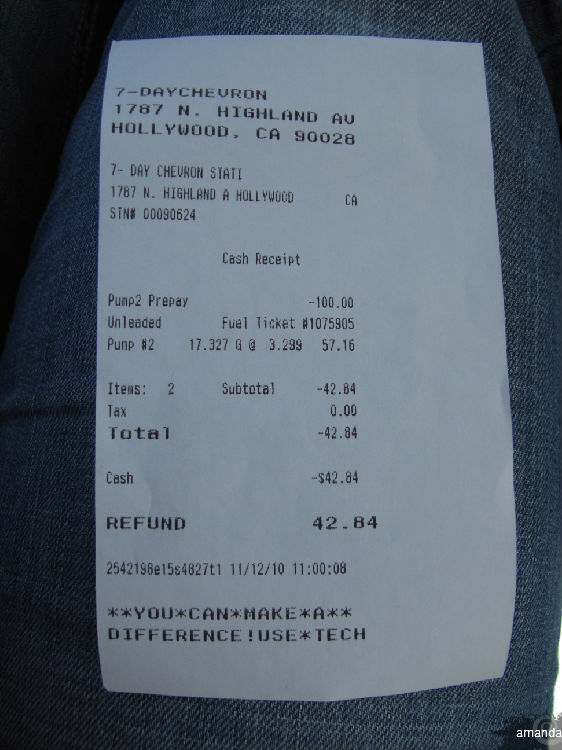 7-DAYCHEVRON
1787 N. HIGHLAND AV
HOLLYWOOD, CA 90028
7- DAY CHEVRON STATI
1787 N. HIGHLAND A HOLLYWOOD CA
STN# 00090624
Cash Receipt
Pump2 Prepay -100.00
Unleaded Fuel Ticket #1075905
Pump #2 17.327 G @ 3.299 57.16
Items: 2 Subtotal -42.84
Tax 0.00
Total -42.84
Cash -$42.84
REFUND 42.84
2542196e15s4827t1 11/12/10 11:00:08
**YOU*CAN*MAKE*A**
DIFFERENCE!USE*TECH
amanda